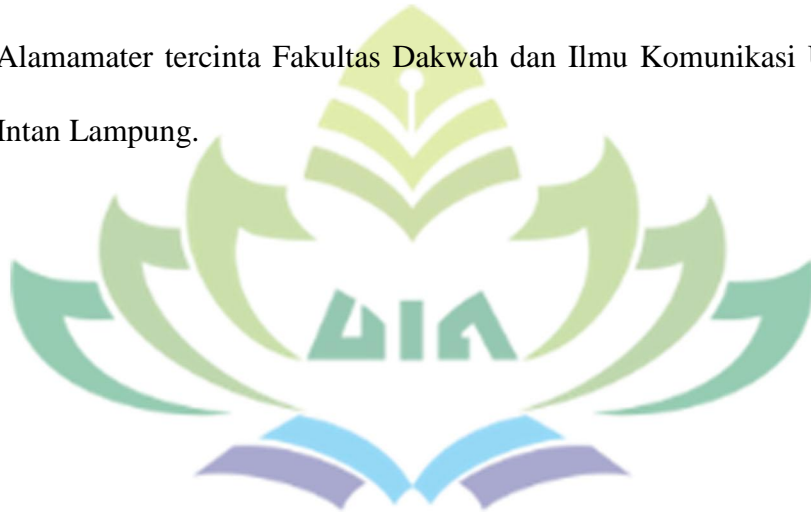 Alamamater tercinta Fakultas Dakwah dan Ilmu Komunikasi
Intan Lampung.